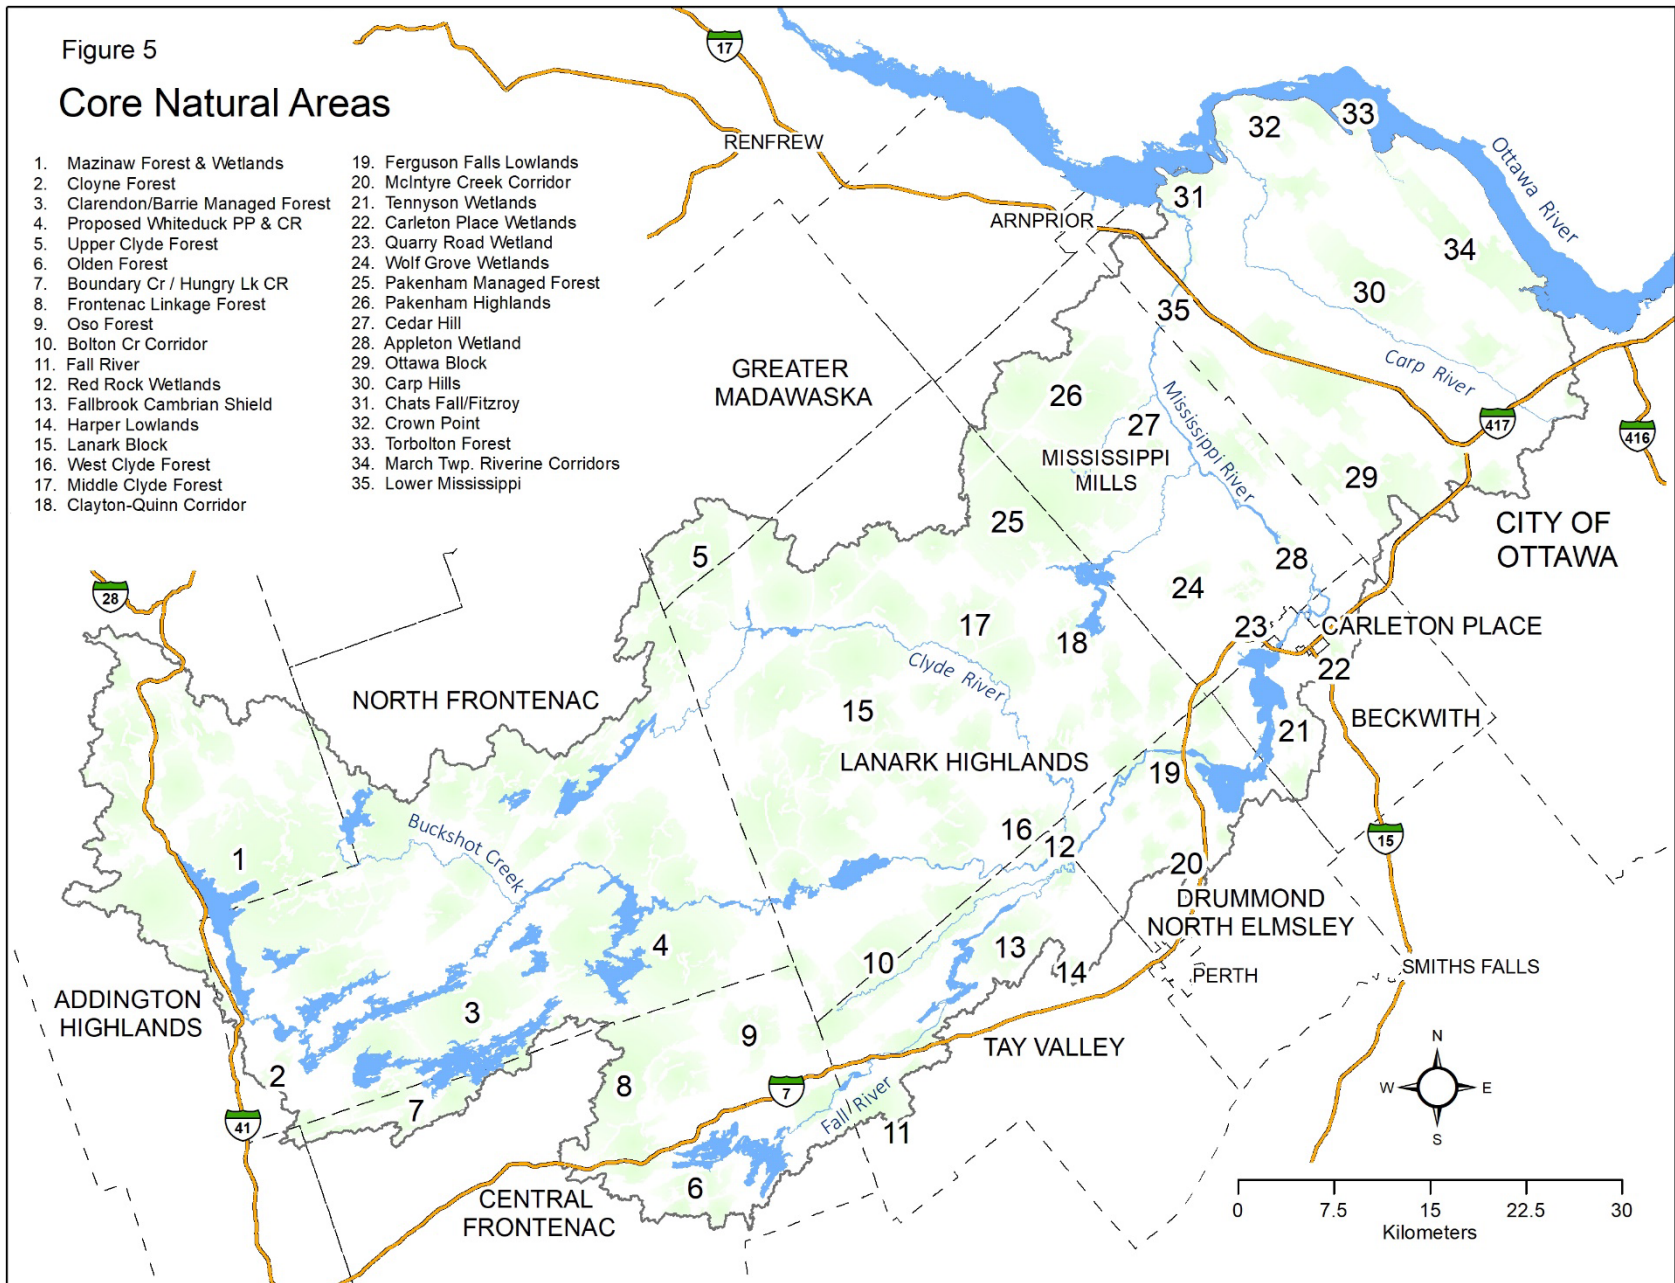 Figure 5
Core Natural Areas
1. Mazinaw Forest & Wetlands
2. Cloyne Forest
3. Clarendon/Barrie Managed Forest
4. Proposed Whiteduck PP & CR
5. Upper Clyde Forest
6. Olden Forest
7. Boundary Cr / Hungry Lk CR
8. Frontenac Linkage Forest
9. Oso Forest
10. Bolton Cr Corridor
11. Fall River
12. Red Rock Wetlands
13. Fallbrook Cambrian Shield
14. Harper Lowlands
15. Lanark Block
16. West Clyde Forest
17. Middle Clyde Forest
18. Clayton-Quinn Corridor
19. Ferguson Falls Lowlands
20. McIntyre Creek Corridor
21. Tennyson Wetlands
22. Carleton Place Wetlands
23. Quarry Road Wetland
24. Wolf Grove Wetlands
25. Pakenham Managed Forest
26. Pakenham Highlands
27. Cedar Hill
28. Appleton Wetland
29. Ottawa Block
30. Carp Hills
31. Chats Fall/Fitzroy
32. Crown Point
33. Torbolton Forest
34. March Twp. Riverine Corridors
35. Lower Mississippi
17
RENFREW
32
33
Ottawa River
31
ARNPRIOR
34
30
35
GREATER
MADAWASKA
Carp River
26
Mississippi River
27
417
416
MISSISSIPPI
MILLS
29
25
CITY OF
OTTAWA
5
28
24
28
17
18
23
CARLETON PLACE
Clyde River
22
NORTH FRONTENAC
15
BECKWITH
21
LANARK HIGHLANDS
19
Buckshot Creek
16
15
1
12
20
DRUMMOND
NORTH ELMSLEY
4
13
10
14
PERTH
SMITHS FALLS
ADDINGTON
HIGHLANDS
3
9
TAY VALLEY
N
W
E
S
2
8
7
7
Fall River
41
11
6
CENTRAL
FRONTENAC
0
7.5
15
22.5
30
Kilometers